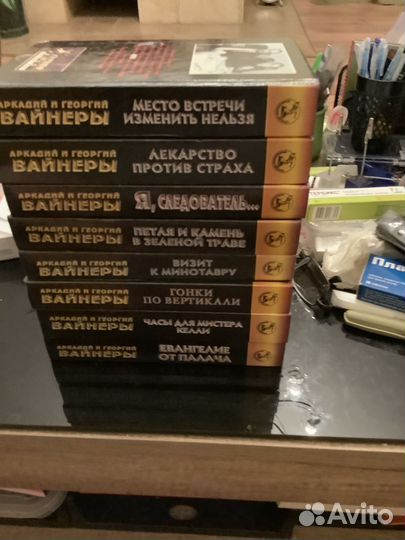 АРКАДИЙ И ГЕОРГИЙ
ВАЙНЕРЫ
МЕСТО ВСТРЕЧИ
ИЗМЕНИТЬ НЕЛЬЗЯ
АРКАДИЙ И ГЕОРГИЙ
ВАЙНЕРЫ
ЛЕКАРСТВО
ПРОТИВ СТРАХА
АРКАДИЙ И ГЕОРГИЙ
ВАЙНЕРЫ
Я, СЛЕДОВАТЕЛЬ...
АРКАДИЙ И ГЕОРГИЙ
ВАЙНЕРЫ
ПЕТЛЯ И КАМЕНЬ
В ЗЕЛЕНОЙ ТРАВЕ
АРКАДИЙ И ГЕОРГИЙ
ВАЙНЕРЫ
ВИЗИТ
К МИНОТАВРУ
АРКАДИЙ И ГЕОРГИЙ
ВАЙНЕРЫ
ГОНКИ
ПО ВЕРТИКАЛИ
АРКАДИЙ И ГЕОРГИЙ
ВАЙНЕРЫ
ЧАСЫ ДЛЯ МИСТЕРА
КЕЛЛИ
АРКАДИЙ И ГЕОРГИЙ
ВАЙНЕРЫ
ЕВАНГЕЛИЕ
ОТ ПАЛАЧА
Avito